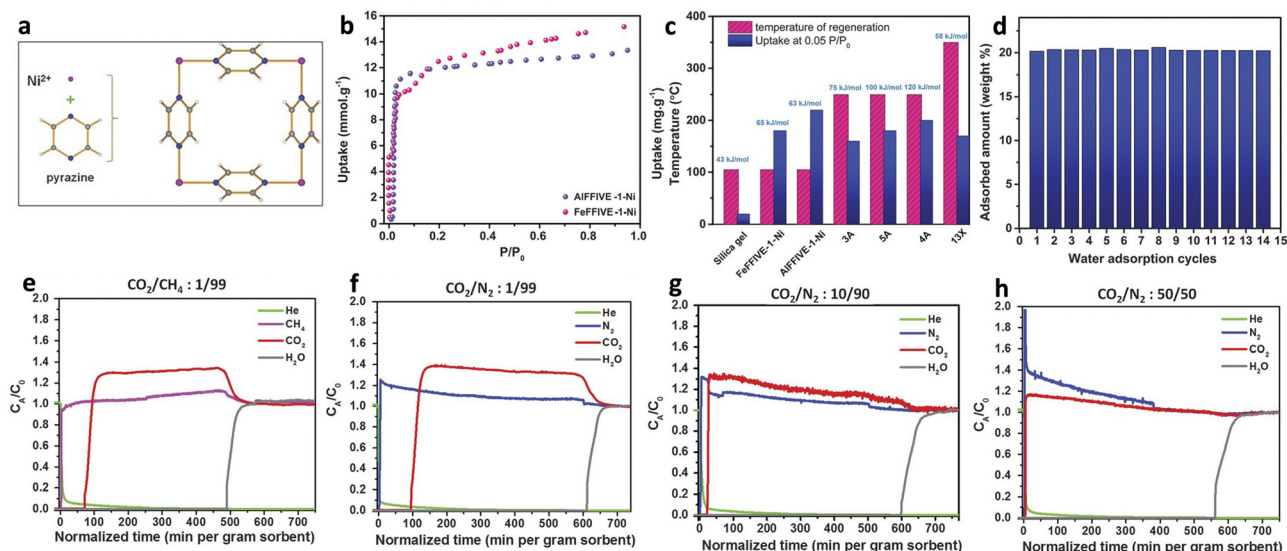 a
Ni²⁺
+
pyrazine
b
Uptake (mmol.g⁻¹)
16
14
12
10
8
6
4
2
0
0.0 0.2 0.4 0.6 0.8 1.0
P/P₀
AlFFIVE-1-Ni
FeFFIVE-1-Ni
c
Uptake (mg.g⁻¹)
Temperature (°C)
400
300
200
100
0
temperature of regeneration
Uptake at 0.05 P/P₀
43 kJ/mol
65 kJ/mol
63 kJ/mol
75 kJ/mol
100 kJ/mol
120 kJ/mol
58 kJ/mol
Silica gel
FeFFIVE-1-Ni
AlFFIVE-1-Ni
3A
5A
4A
13X
d
Adsorbed amount (weight %)
25
20
15
10
5
0
0 1 2 3 4 5 6 7 8 9 10 11 12 13 14 15
Water adsorption cycles
e
CO₂/CH₄ : 1/99
C_A/C₀
2.0
1.8
1.6
1.4
1.2
1.0
0.8
0.6
0.4
0.2
0.0
He
CH₄
CO₂
H₂O
0 100 200 300 400 500 600 700
Normalized time (min per gram sorbent)
f
CO₂/N₂ : 1/99
C_A/C₀
2.0
1.8
1.6
1.4
1.2
1.0
0.8
0.6
0.4
0.2
0.0
He
N₂
CO₂
H₂O
0 100 200 300 400 500 600 700
Normalized time (min per gram sorbent)
g
CO₂/N₂ : 10/90
C_A/C₀
2.0
1.8
1.6
1.4
1.2
1.0
0.8
0.6
0.4
0.2
0.0
He
N₂
CO₂
H₂O
0 100 200 300 400 500 600 700
Normalized time (min per gram sorbent)
h
CO₂/N₂ : 50/50
C_A/C₀
2.0
1.8
1.6
1.4
1.2
1.0
0.8
0.6
0.4
0.2
0.0
He
N₂
CO₂
H₂O
0 100 200 300 400 500 600 700
Normalized time (min per gram sorbent)